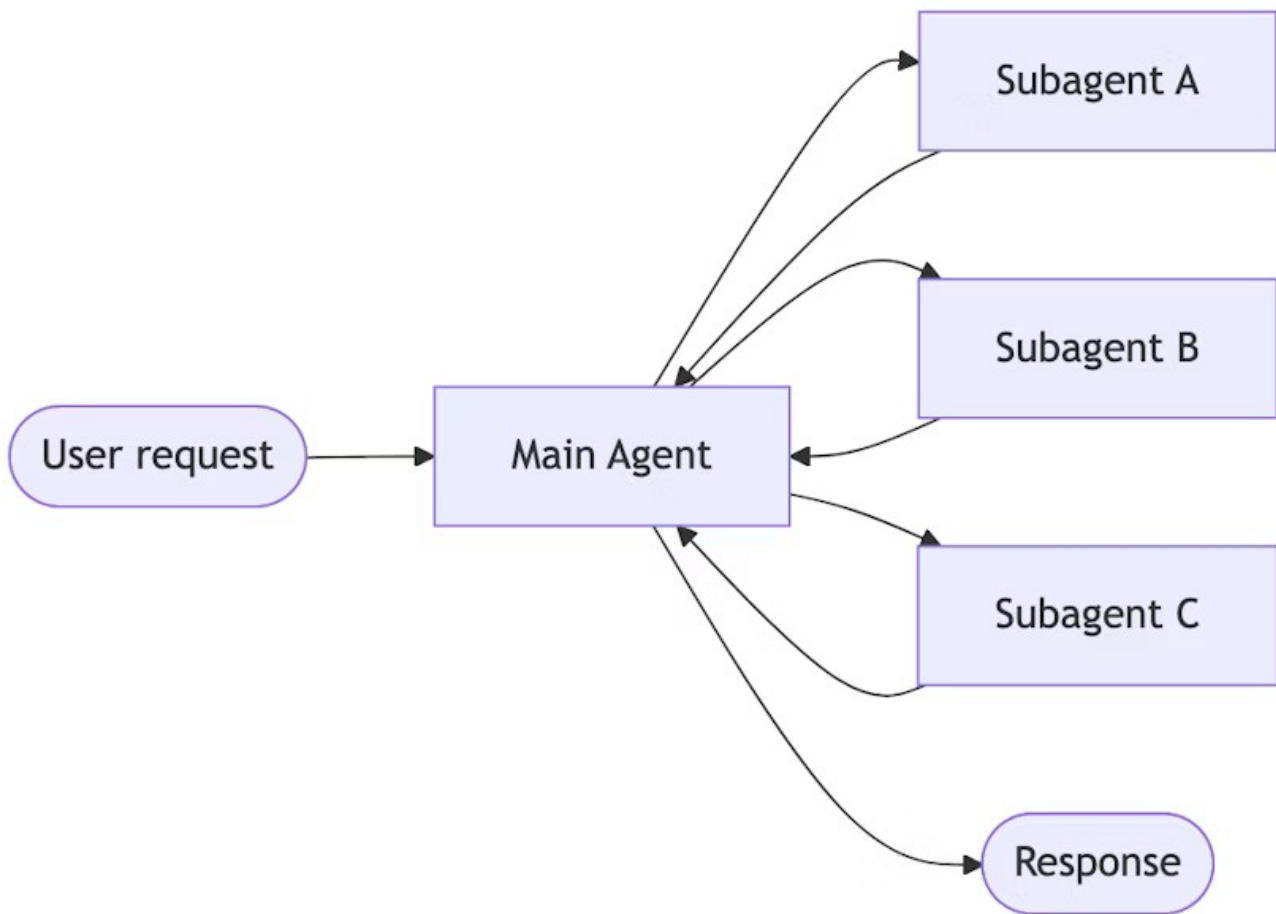 Subagent A
Subagent B
User request
Main Agent
Subagent C
Response